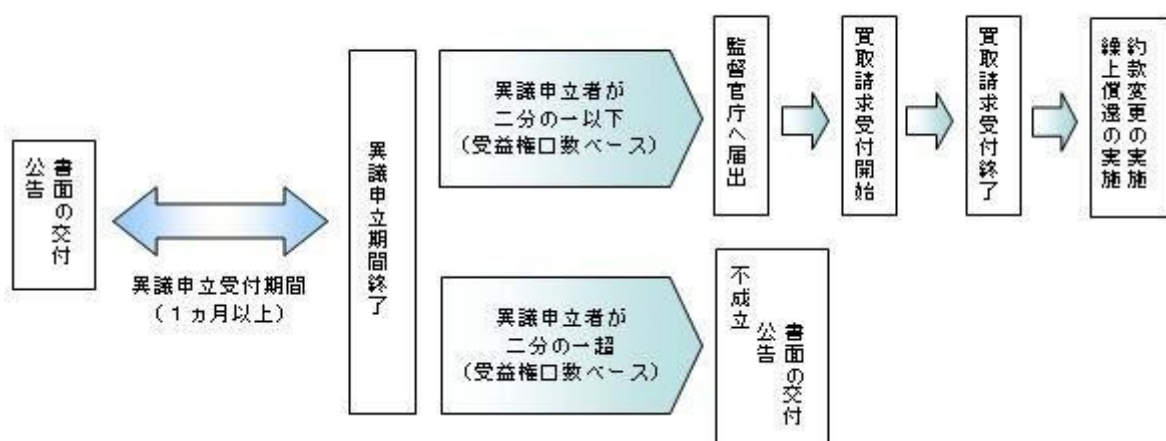 書面の交付
公告
異議申立受付期間
(1ヵ月以上)
異議申立期間終了
異議申立者が
二分の一以下
(受益権口数ベース)
監督官庁へ届出
買取請求受付開始
買取請求受付終了
約款変更の実施
繰上償還の実施
異議申立者が
二分の一超
(受益権口数ベース)
不成立
書面の交付
公告